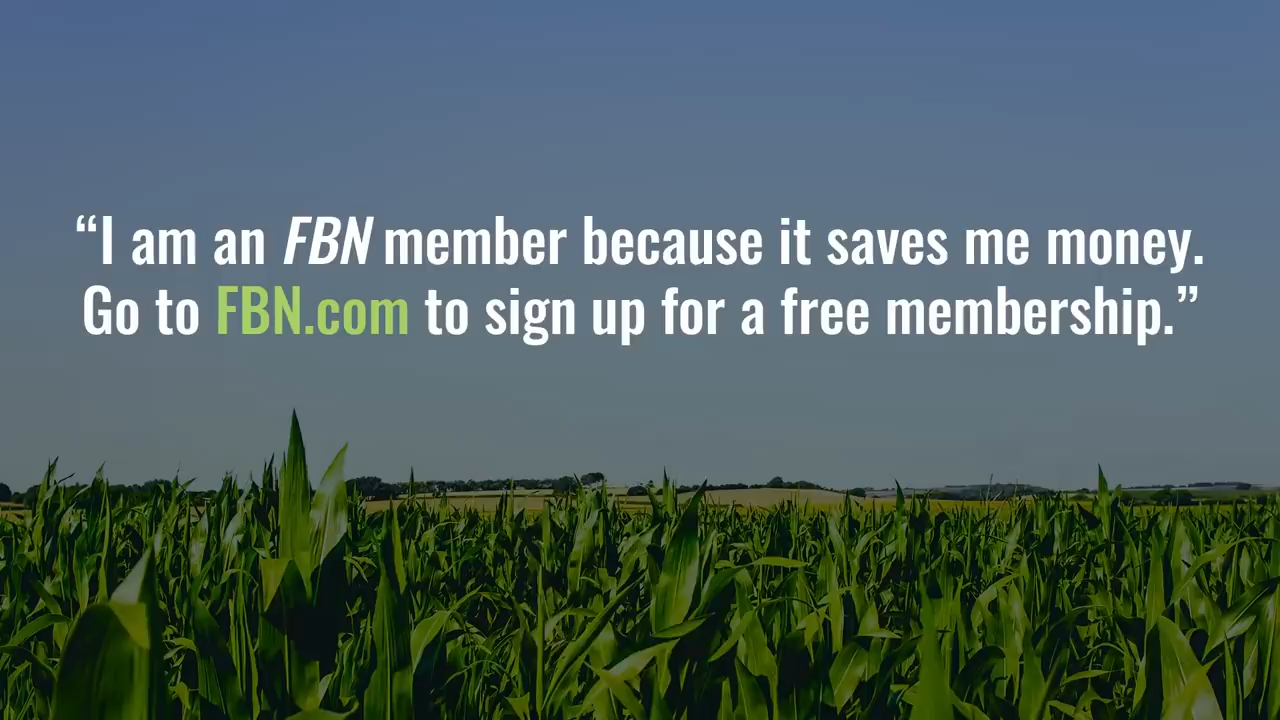 “I am an FBN member because it saves me money.
Go to FBN.com to sign up for a free membership.”